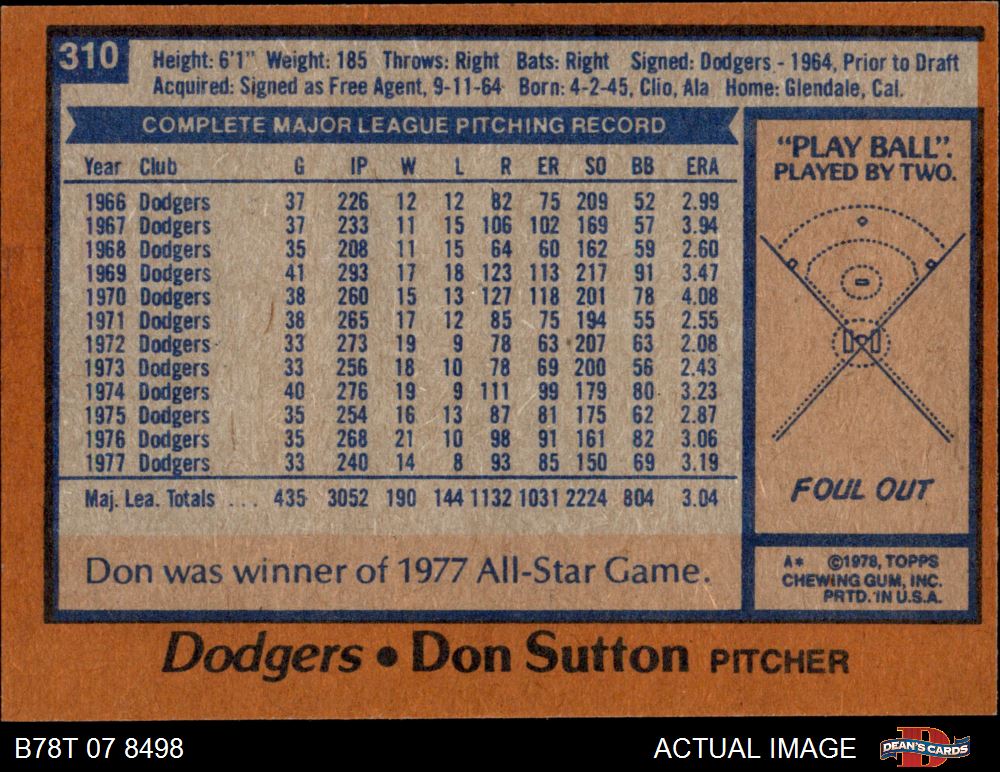 310
Height: 6'1" Weight: 185 Throws: Right Bats: Right Signed: Dodgers - 1964, Prior to Draft
Acquired: Signed as Free Agent, 9-11-64 Born: 4-2-45, Clio, Ala Home: Glendale, Cal.
COMPLETE MAJOR LEAGUE PITCHING RECORD
Year Club G IP W L R ER SO BB ERA
1966 Dodgers 37 226 12 12 82 75 209 52 2.99
1967 Dodgers 37 233 11 15 106 102 169 57 3.94
1968 Dodgers 35 208 11 15 64 60 162 59 2.60
1969 Dodgers 41 293 17 18 123 113 217 91 3.47
1970 Dodgers 38 260 15 13 127 118 201 78 4.08
1971 Dodgers 38 265 17 12 85 75 194 55 2.55
1972 Dodgers 33 273 19 9 78 63 207 63 2.08
1973 Dodgers 33 256 18 10 78 69 200 56 2.43
1974 Dodgers 40 276 19 9 111 99 179 80 3.23
1975 Dodgers 35 254 16 13 87 81 175 62 2.87
1976 Dodgers 35 268 21 10 98 91 161 82 3.06
1977 Dodgers 33 240 14 8 93 85 150 69 3.19
Maj. Lea. Totals ... 435 3052 190 144 1132 1031 2224 804 3.04
Don was winner of 1977 All-Star Game.
"PLAY BALL".
PLAYED BY TWO.
FOUL OUT
A* ©1978, TOPPS
CHEWING GUM, INC.
PRTD. IN U.S.A.
Dodgers • Don Sutton PITCHER
B78T 07 8498
ACTUAL IMAGE
D
DEAN'S CARDS